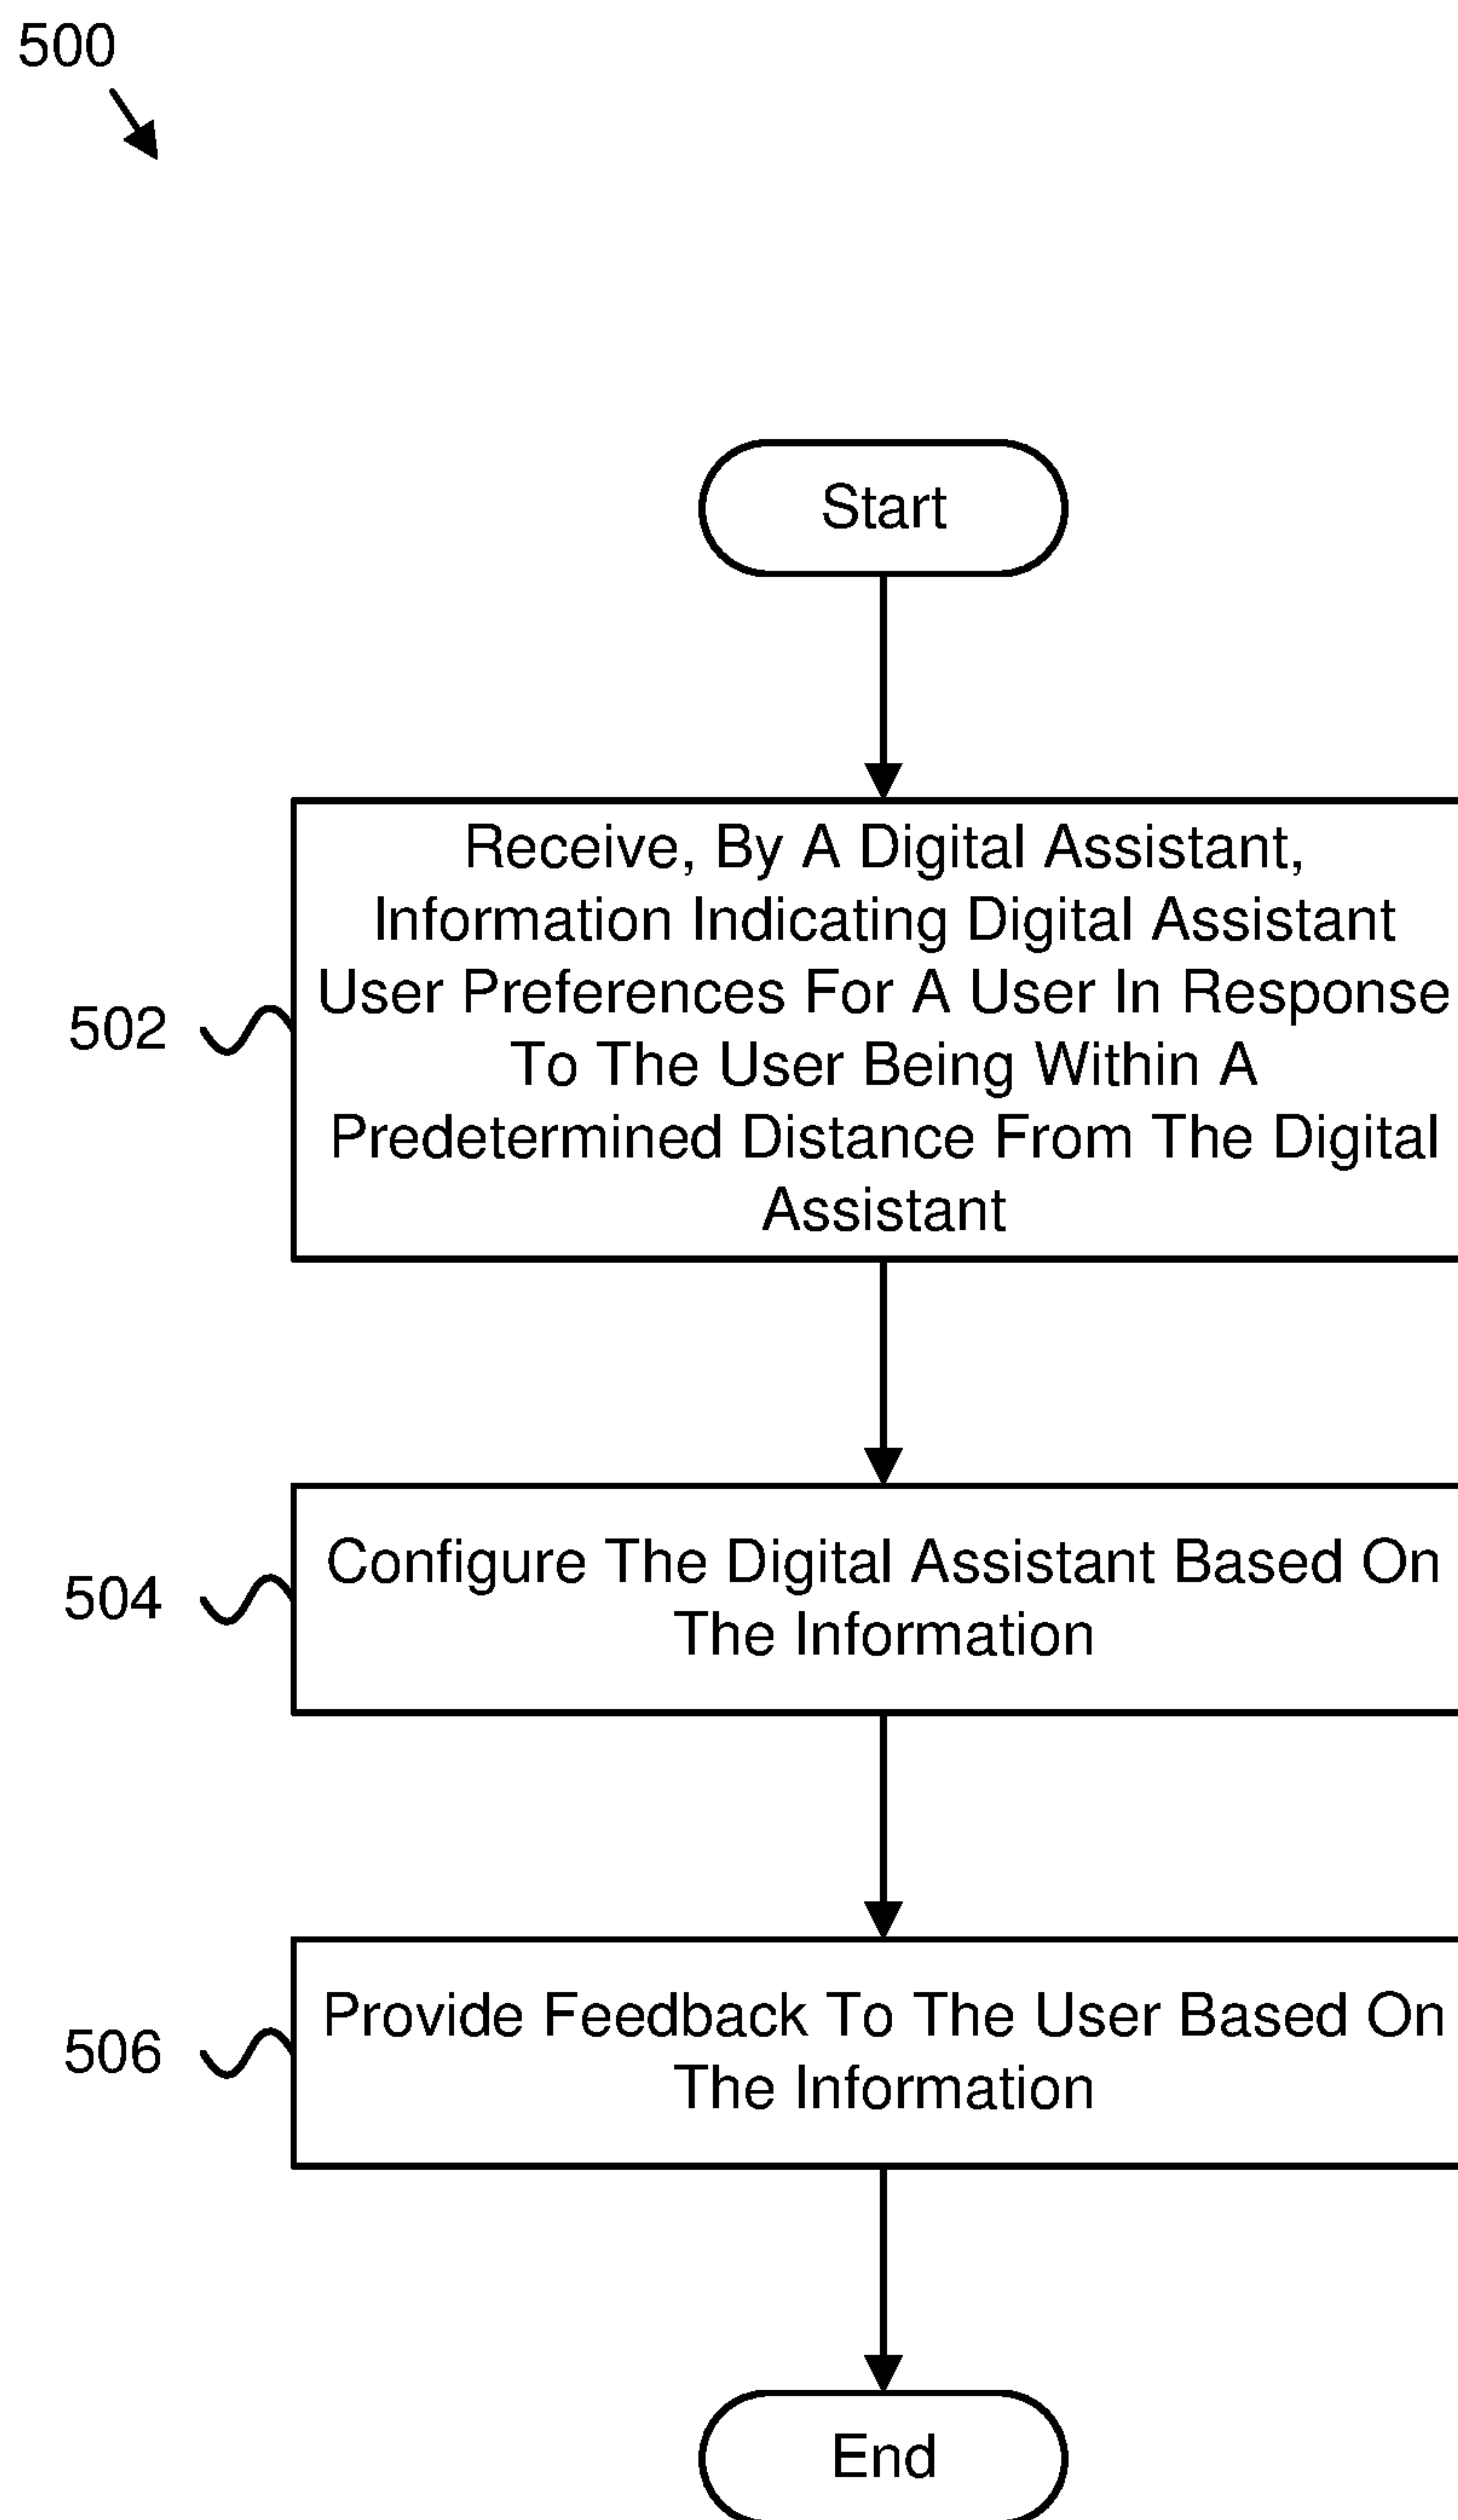 500
Start
Receive, By A Digital Assistant,
Information Indicating Digital Assistant
User Preferences For A User In Response
To The User Being Within A
Predetermined Distance From The Digital
Assistant
502
Configure The Digital Assistant Based On
The Information
504
Provide Feedback To The User Based On
The Information
506
End